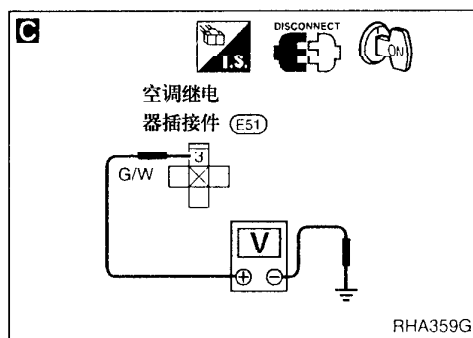 C
T.S.
DISCONNECT
ON
空调继电
器插接件 E51
3
G/W
V
⊕ ⊖
RHA359G